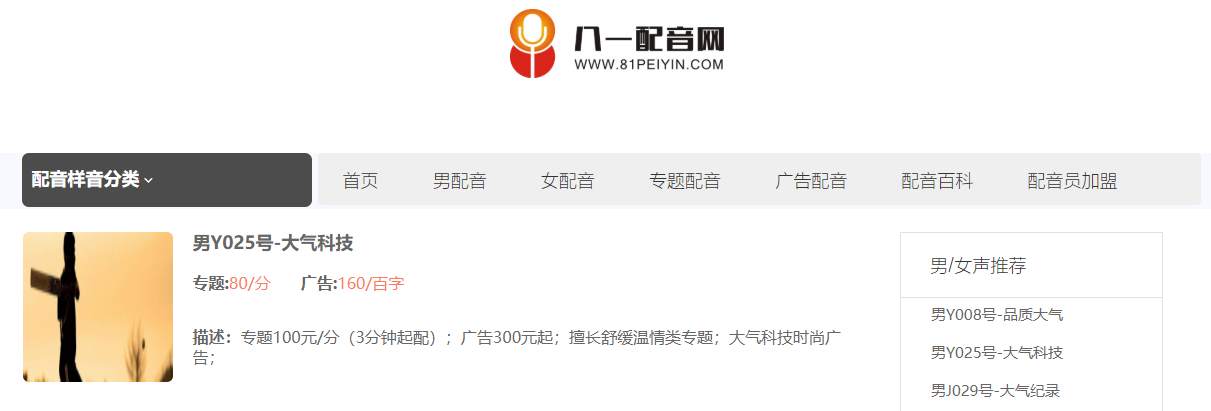 八一配音网
WWW.81PEIYIN.COM
配音样音分类
首页 男配音 女配音 专题配音 广告配音 配音百科 配音员加盟
男Y025号-大气科技
专题:80/分 广告:160/百字
描述：专题100元/分（3分钟起配）；广告300元起；擅长舒缓温情类专题；大气科技时尚广
告；
男/女声推荐
男Y008号-品质大气
男Y025号-大气科技
男J029号-大气纪录